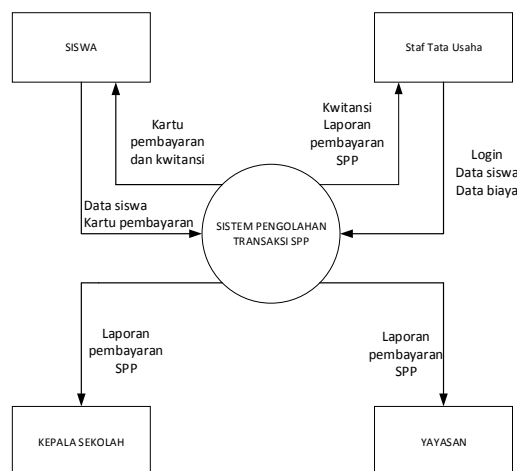 SISWA
Staf Tata Usaha
Kartu
pembayaran
dan kwitansi
Kwitansi
Laporan
pembayaran
SPP
Login
Data siswa
Data biaya
Data siswa
Kartu pembayaran
SISTEM PENGOLAHAN
TRANSAKSI SPP
Laporan
pembayaran
SPP
Laporan
pembayaran
SPP
KEPALA SEKOLAH
YAYASAN